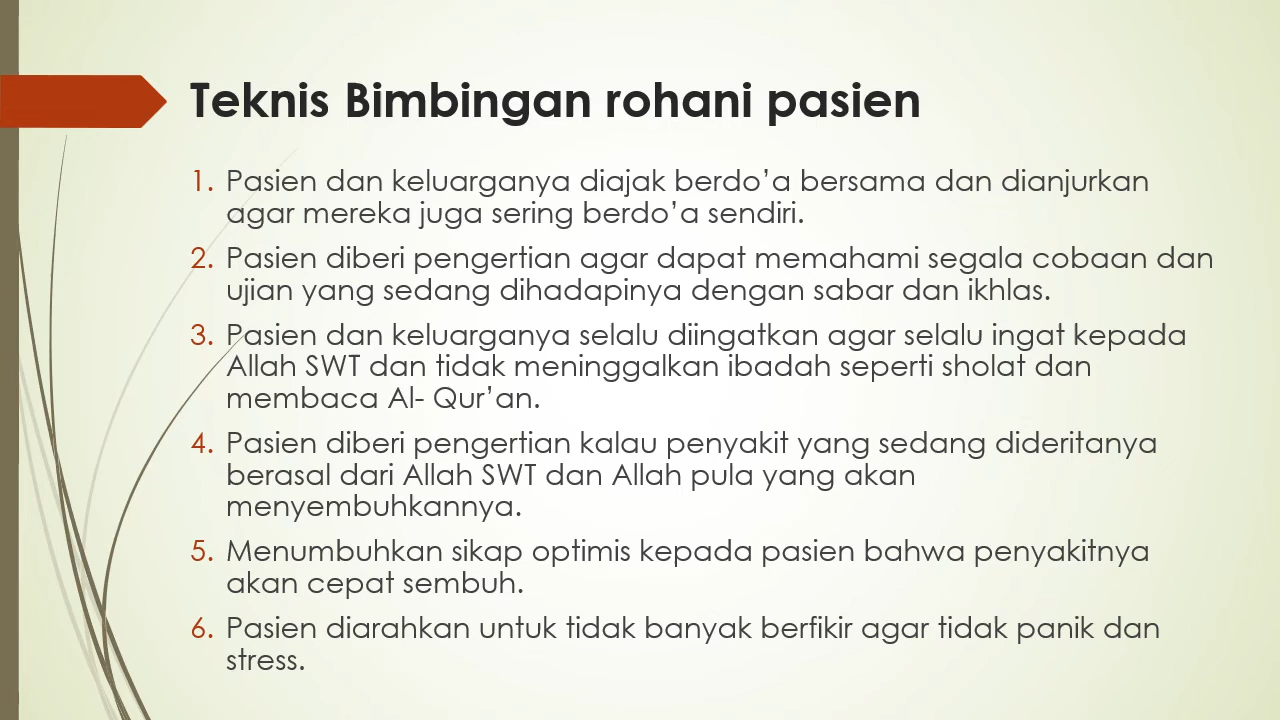 Teknis Bimbingan rohani pasien
1. Pasien dan keluarganya diajak berdo’a bersama dan dianjurkan
agar mereka juga sering berdo’a sendiri.
2. Pasien diberi pengertian agar dapat memahami segala cobaan dan
ujian yang sedang dihadapinya dengan sabar dan ikhlas.
3. Pasien dan keluarganya selalu diingatkan agar selalu ingat kepada
Allah SWT dan tidak meninggalkan ibadah seperti sholat dan
membaca Al- Qur’an.
4. Pasien diberi pengertian kalau penyakit yang sedang dideritanya
berasal dari Allah SWT dan Allah pula yang akan
menyembuhkannya.
5. Menumbuhkan sikap optimis kepada pasien bahwa penyakitnya
akan cepat sembuh.
6. Pasien diarahkan untuk tidak banyak berfikir agar tidak panik dan
stress.